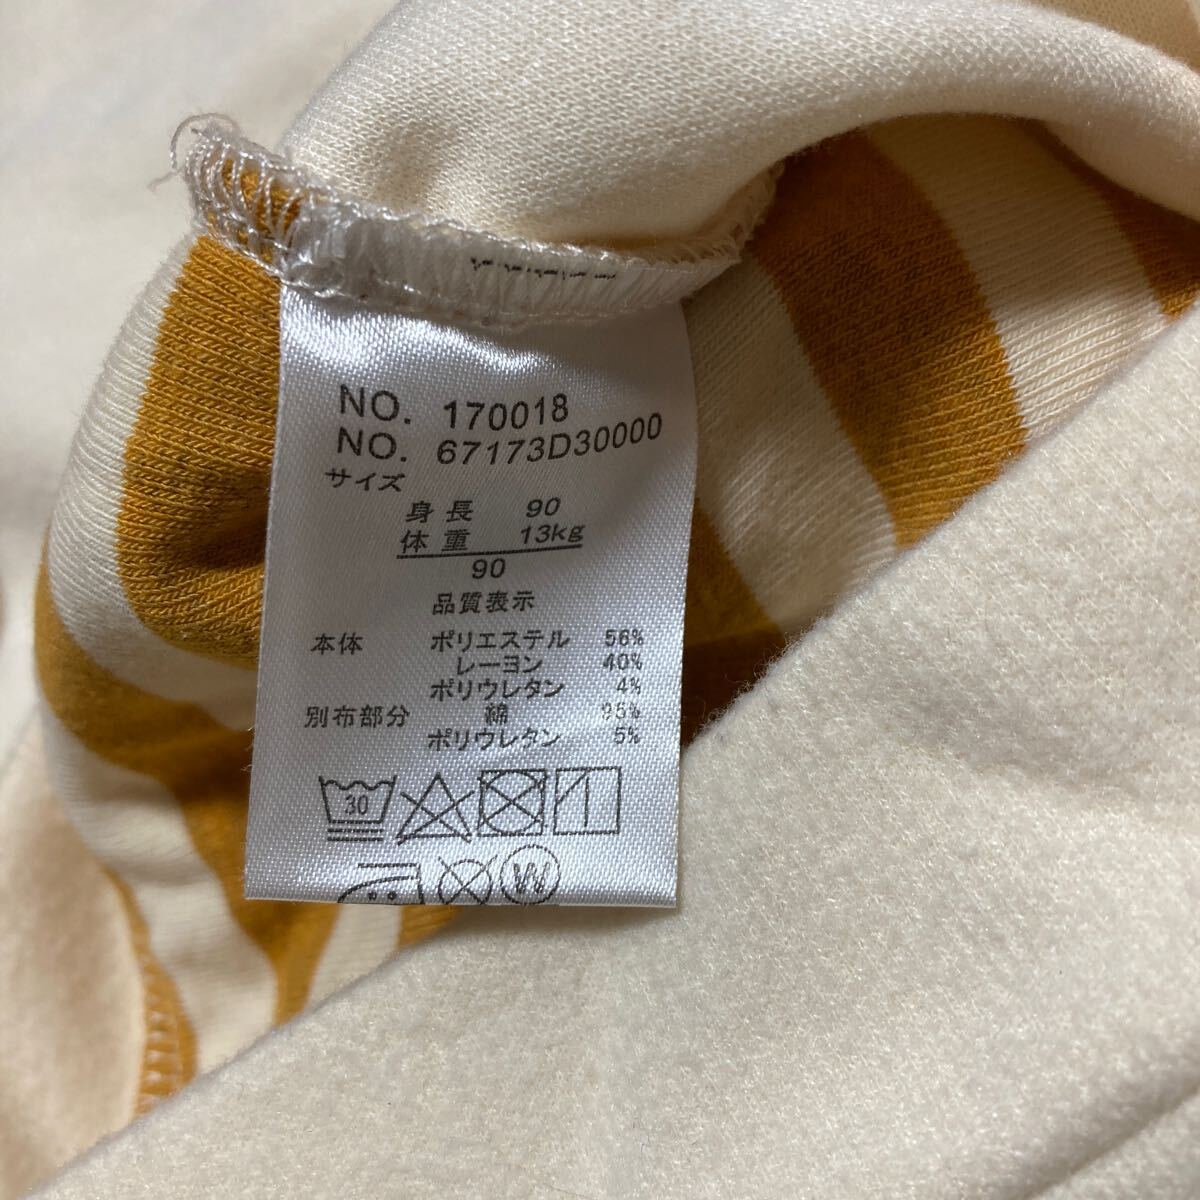 NO. 170018
NO. 67173D30000
サイズ
身長 90
体重 13kg
90
品質表示
本体 ポリエステル 56%
レーヨン 40%
ポリウレタン 4%
別布部分 綿 95%
ポリウレタン 5%
30
W